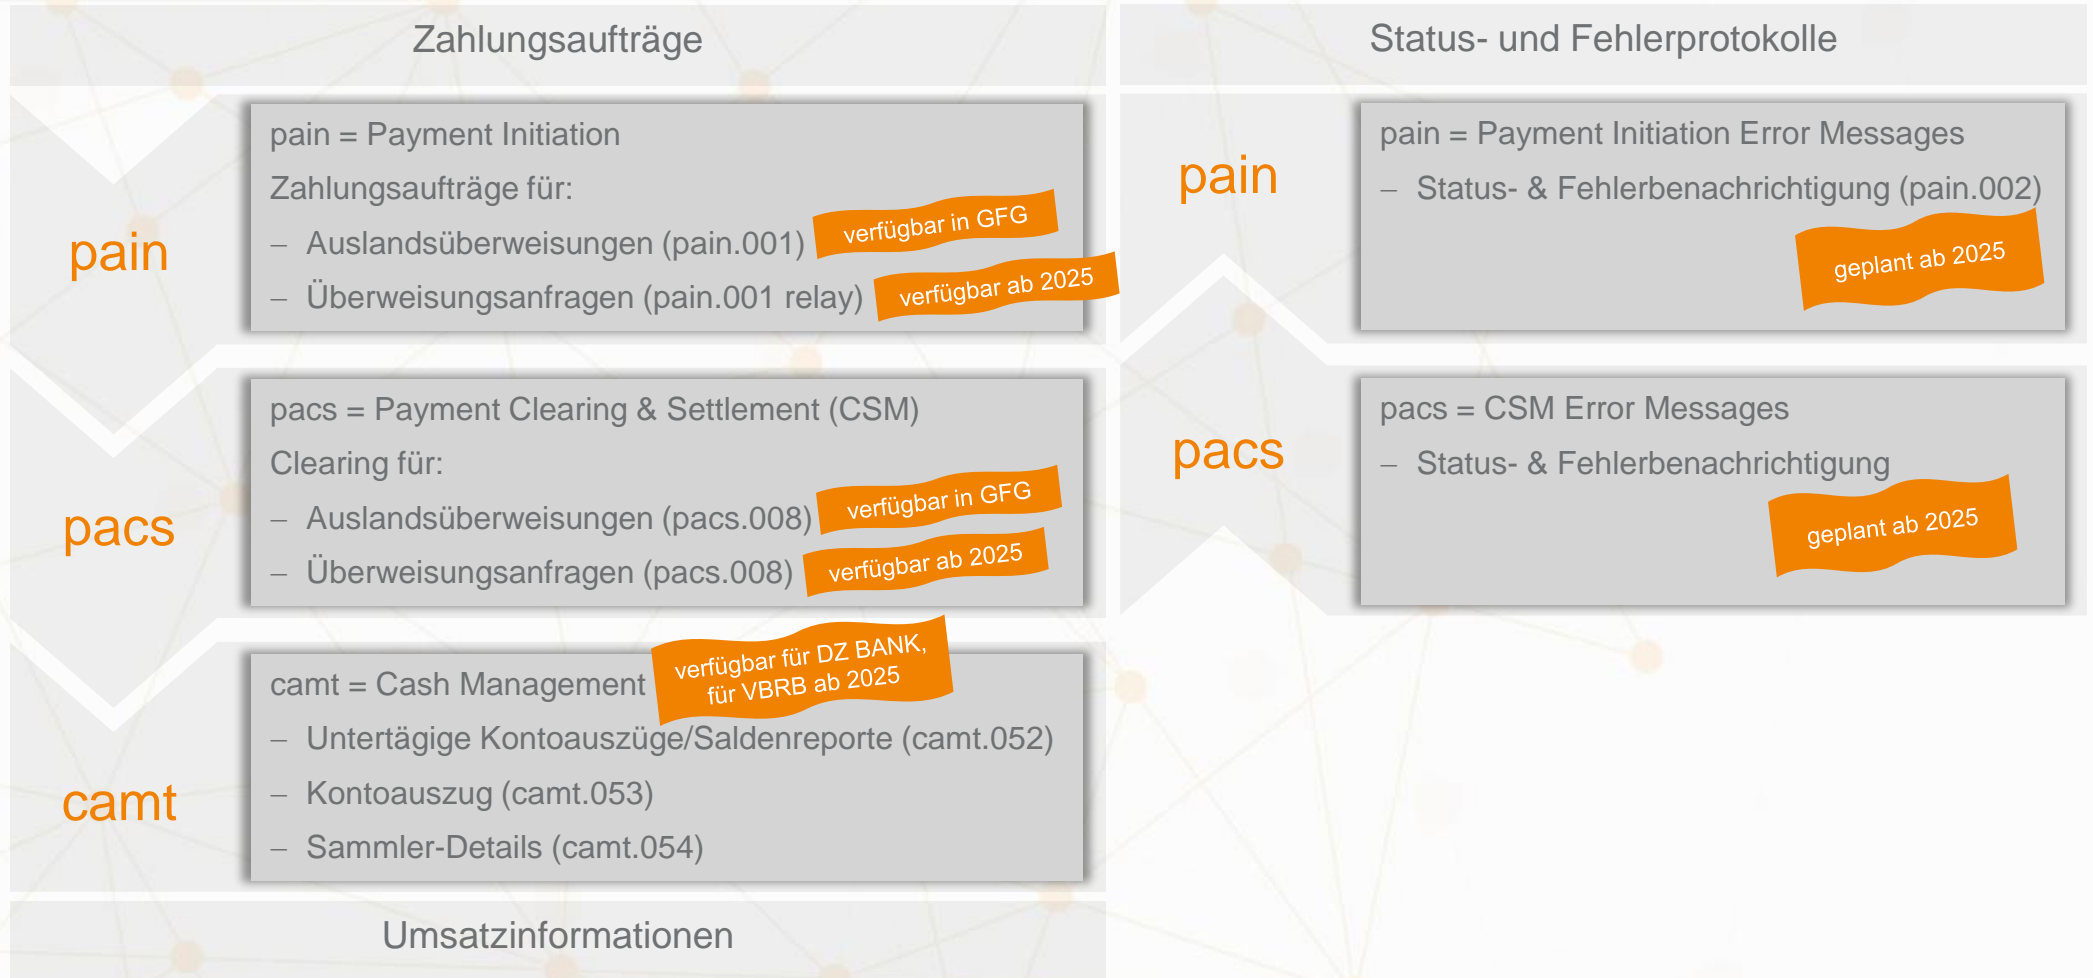 Zahlungsaufträge
pain
pain = Payment Initiation
Zahlungsaufträge für:
– Auslandsüberweisungen (pain.001)
verfügbar in GFG
– Überweisungsanfragen (pain.001 relay)
verfügbar ab 2025
pacs
pacs = Payment Clearing & Settlement (CSM)
Clearing für:
– Auslandsüberweisungen (pacs.008)
verfügbar in GFG
– Überweisungsanfragen (pacs.008)
verfügbar ab 2025
camt
camt = Cash Management
verfügbar für DZ BANK,
für VBRB ab 2025
– Untertägige Kontoauszüge/Saldenreporte (camt.052)
– Kontoauszug (camt.053)
– Sammler-Details (camt.054)
Umsatzinformationen
Status- und Fehlerprotokolle
pain
pain = Payment Initiation Error Messages
– Status- & Fehlerbenachrichtigung (pain.002)
geplant ab 2025
pacs
pacs = CSM Error Messages
– Status- & Fehlerbenachrichtigung
geplant ab 2025